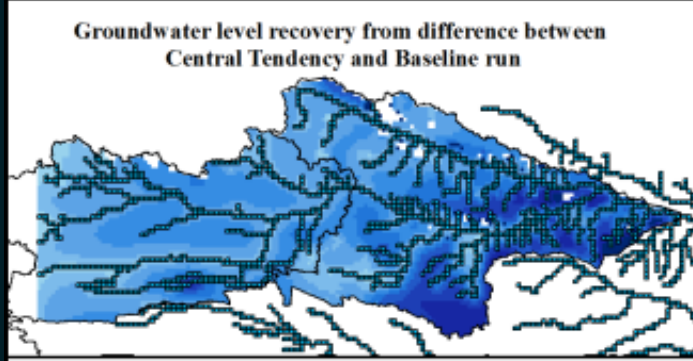 Groundwater level recovery from difference between
Central Tendency and Baseline run